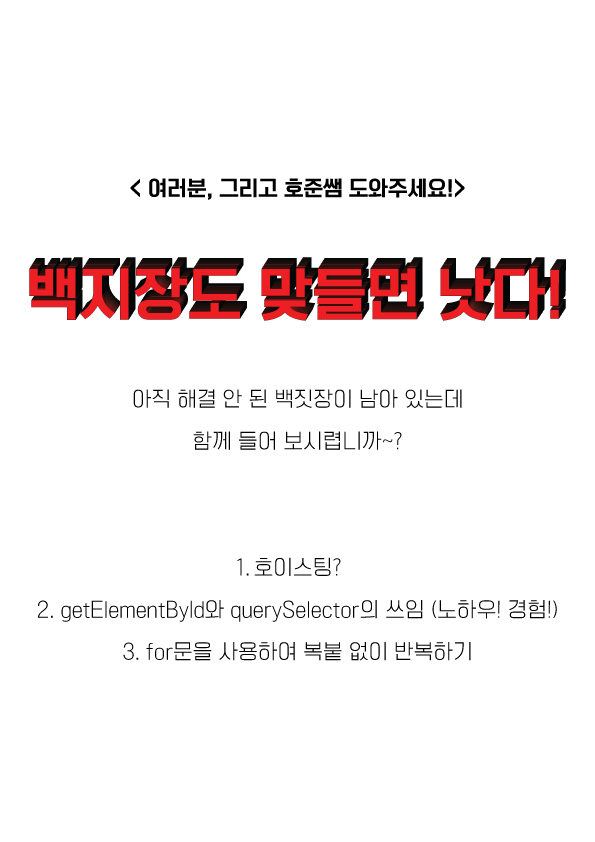 < 여러분, 그리고 호준쌤 도와주세요!>
백지장도 맞들면 낫다!
아직 해결 안 된 백짓장이 남아 있는데
함께 들어 보시렵니까~?
1. 호이스팅?
2. getElementById와 querySelector의 쓰임 (노하우! 경험!)
3. for문을 사용하여 복붙 없이 반복하기